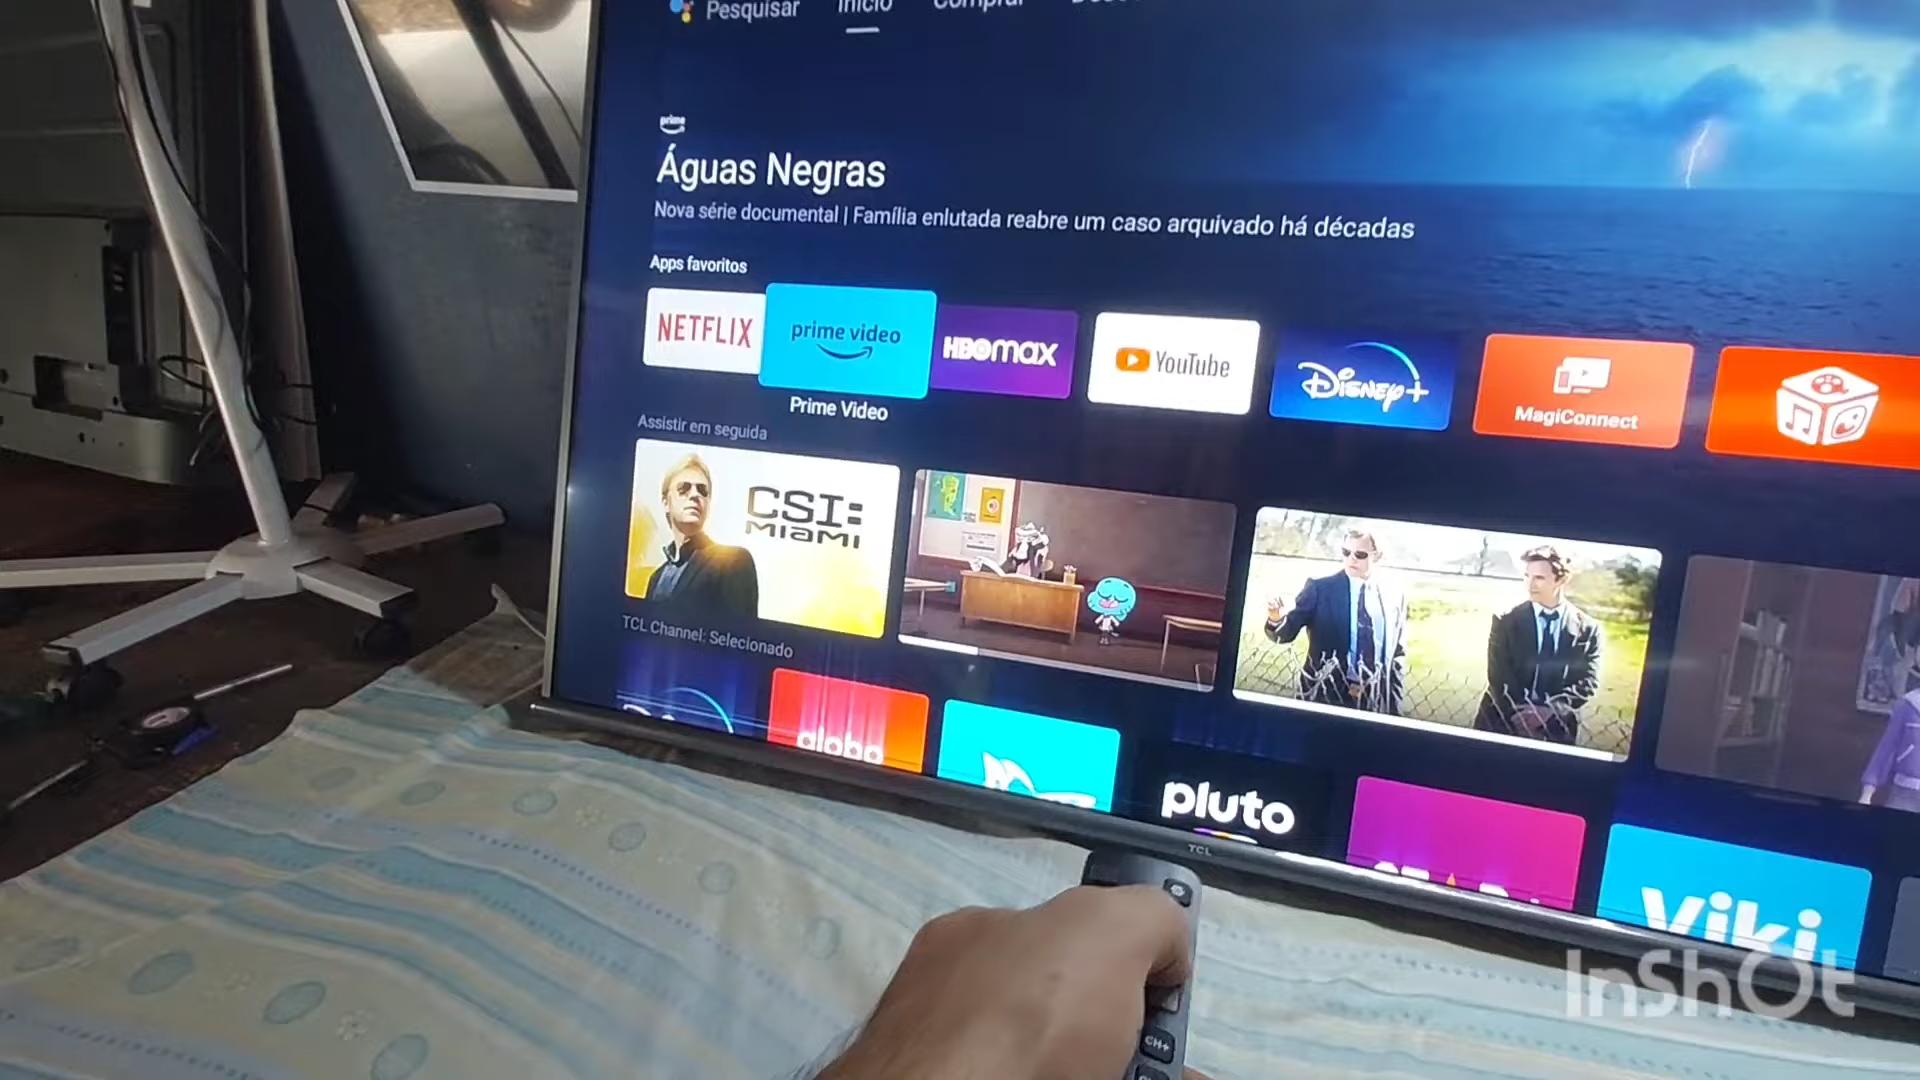 Pesquisar Início Comprar
prime
Águas Negras
Nova série documental | Família enlutada reabre um caso arquivado há décadas
Apps favoritos
NETFLIX
prime video
HBOMAX
YouTube
Disney+
MagiConnect
Prime Video
Assistir em seguida
CSI:
MIAMI
TCL Channel: Selecionado
globo
pluto
Viki
TCL
CH+
InShOt